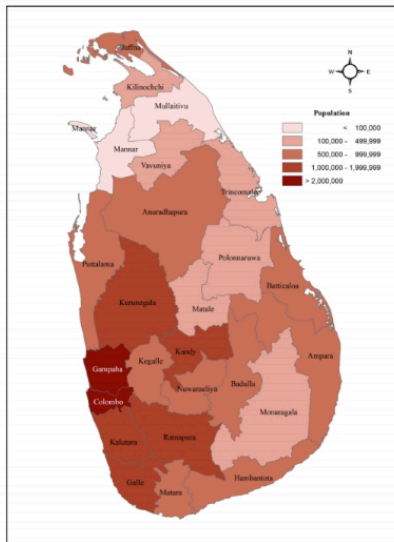 Jaffna
N
W E
S
Kilinochchi
Mullaitivu
Population
< 100,000
100,000 - 499,999
500,000 - 999,999
1,000,000 - 1,999,999
> 2,000,000
Mannar
Mannar
Vavuniya
Trincomalee
Anuradhapura
Polonnaruwa
Puttalama
Batticaloa
Kurunegala
Matale
Kandy
Ampara
Kegalle
Gampaha
Nuwaraeliya
Badulla
Colombo
Monaragala
Kalutara
Ratnapura
Hambantota
Galle
Matara